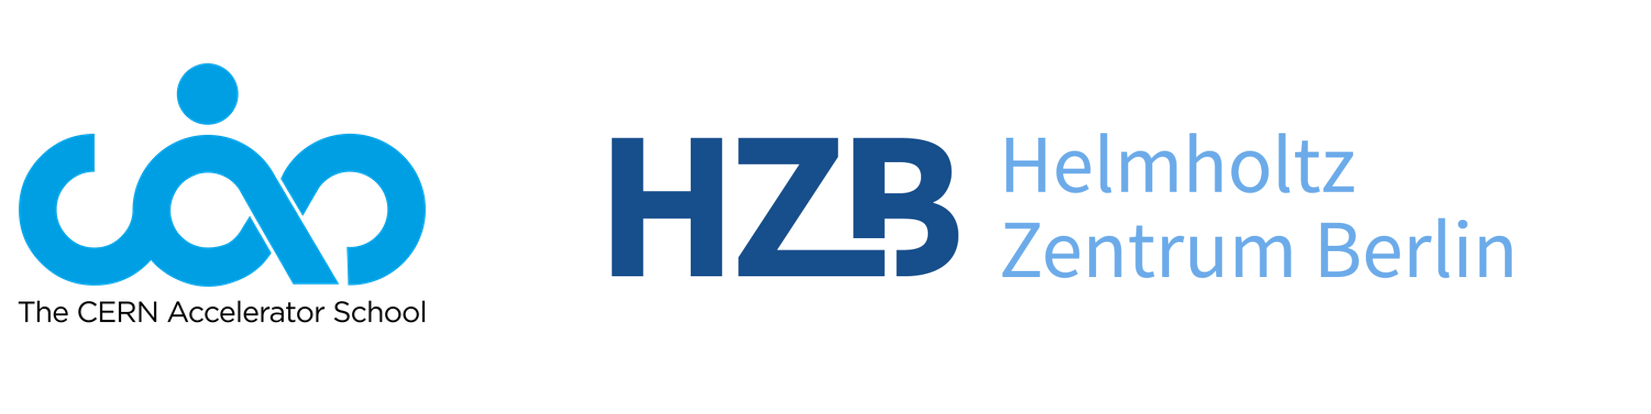 The CERN Accelerator School
HZB
Helmholtz
Zentrum Berlin